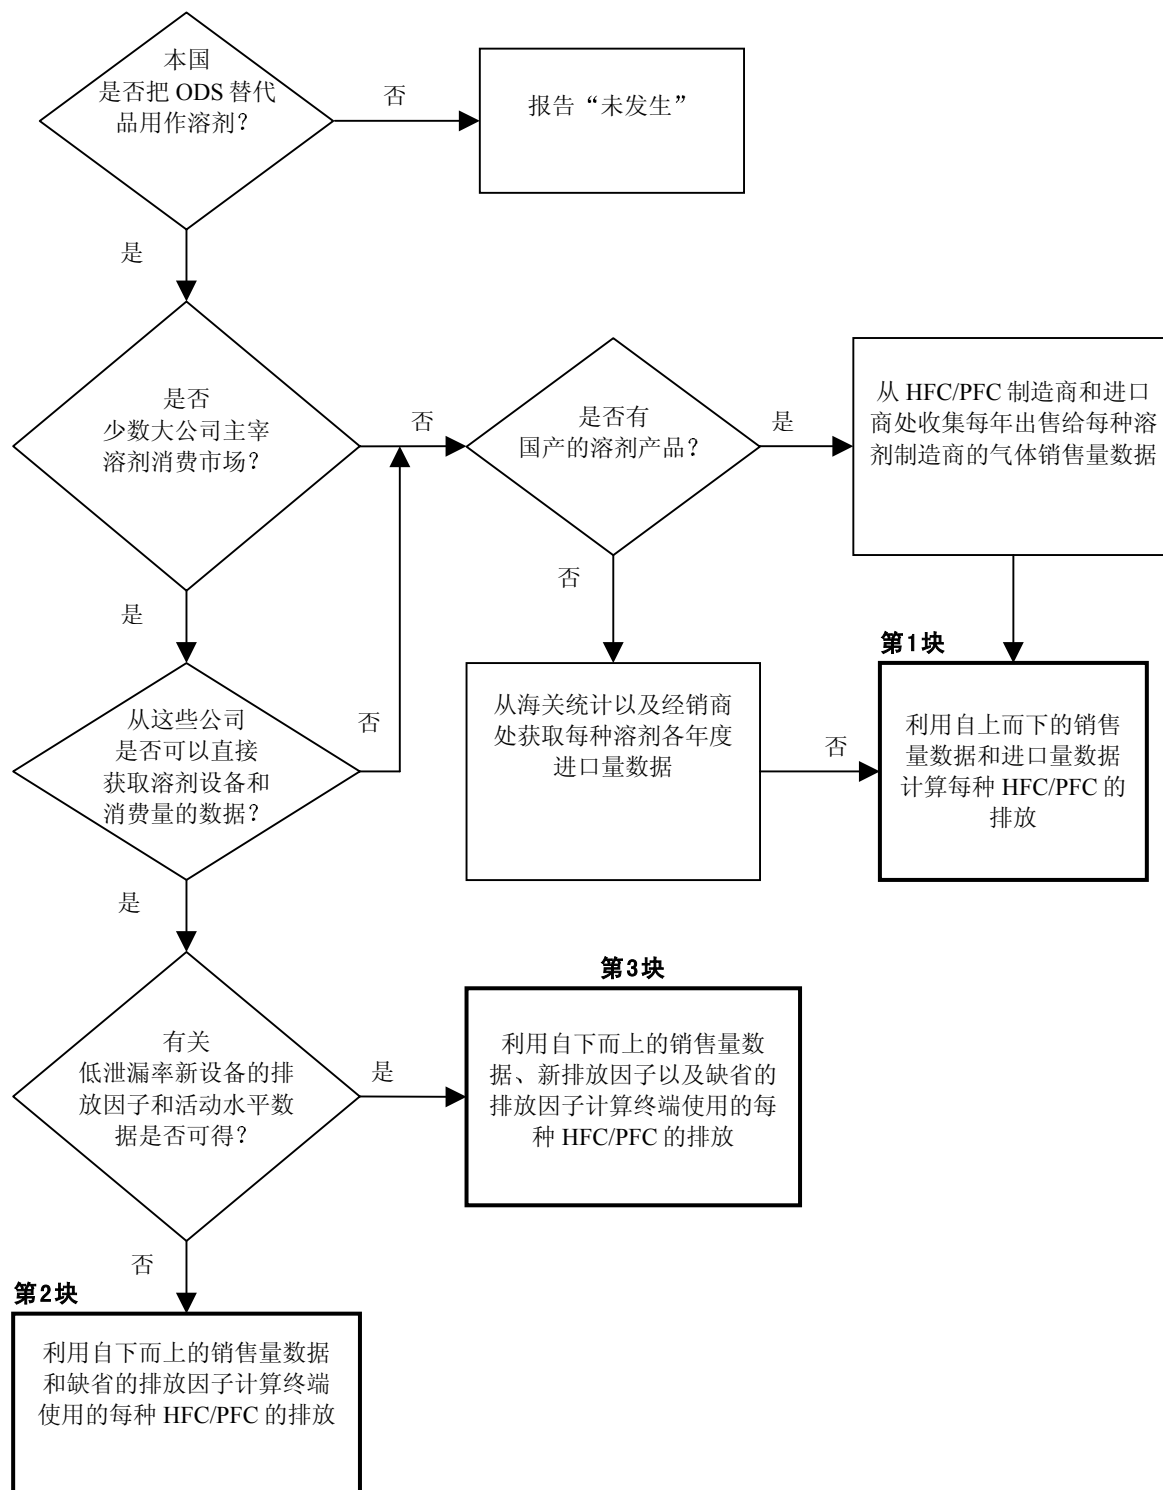 本国
是否把 ODS 替代
品用作溶剂？
否
报告“未发生”
是
是否
少数大公司主宰
溶剂消费市场？
否
是否有
国产的溶剂产品？
是
从 HFC/PFC 制造商和进口
商处收集每年出售给每种溶
剂制造商的气体销售量数据
是
否
第1块
从这些公司
是否可以直接
获取溶剂设备和
消费量的数据？
否
从海关统计以及经销商
处获取每种溶剂各年度
进口量数据
否
利用自上而下的销售
量数据和进口量数据
计算每种 HFC/PFC 的
排放
是
有关
低泄漏率新设备的排
放因子和活动水平数
据是否可得？
是
第3块
利用自下而上的销售量数
据、新排放因子以及缺省的
排放因子计算终端使用的每
种 HFC/PFC 的排放
否
第2块
利用自下而上的销售量数据
和缺省的排放因子计算终端
使用的每种 HFC/PFC 的排放